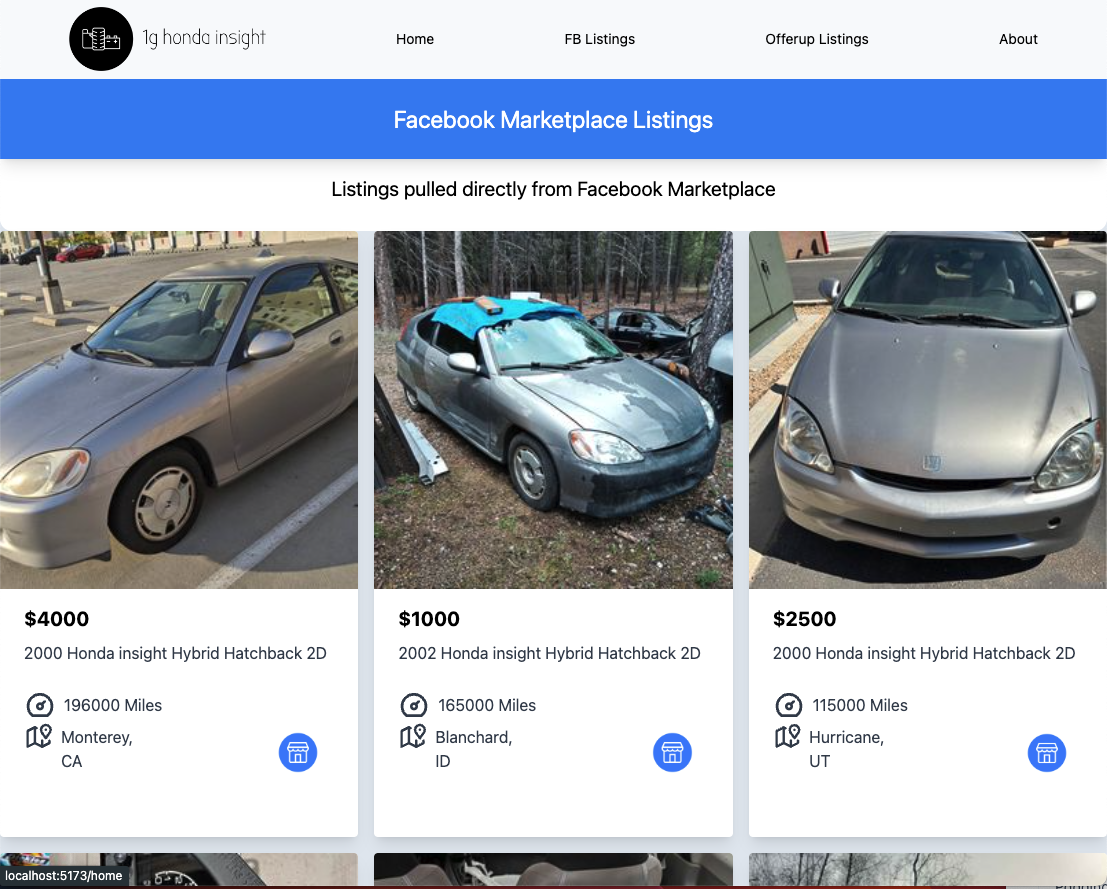 1g honda insight
Home
FB Listings
Offerup Listings
About
Facebook Marketplace Listings
Listings pulled directly from Facebook Marketplace
$4000
2000 Honda insight Hybrid Hatchback 2D
196000 Miles
Monterey,
CA
$1000
2002 Honda insight Hybrid Hatchback 2D
165000 Miles
Blanchard,
ID
$2500
2000 Honda insight Hybrid Hatchback 2D
115000 Miles
Hurricane,
UT
localhost:5173/home